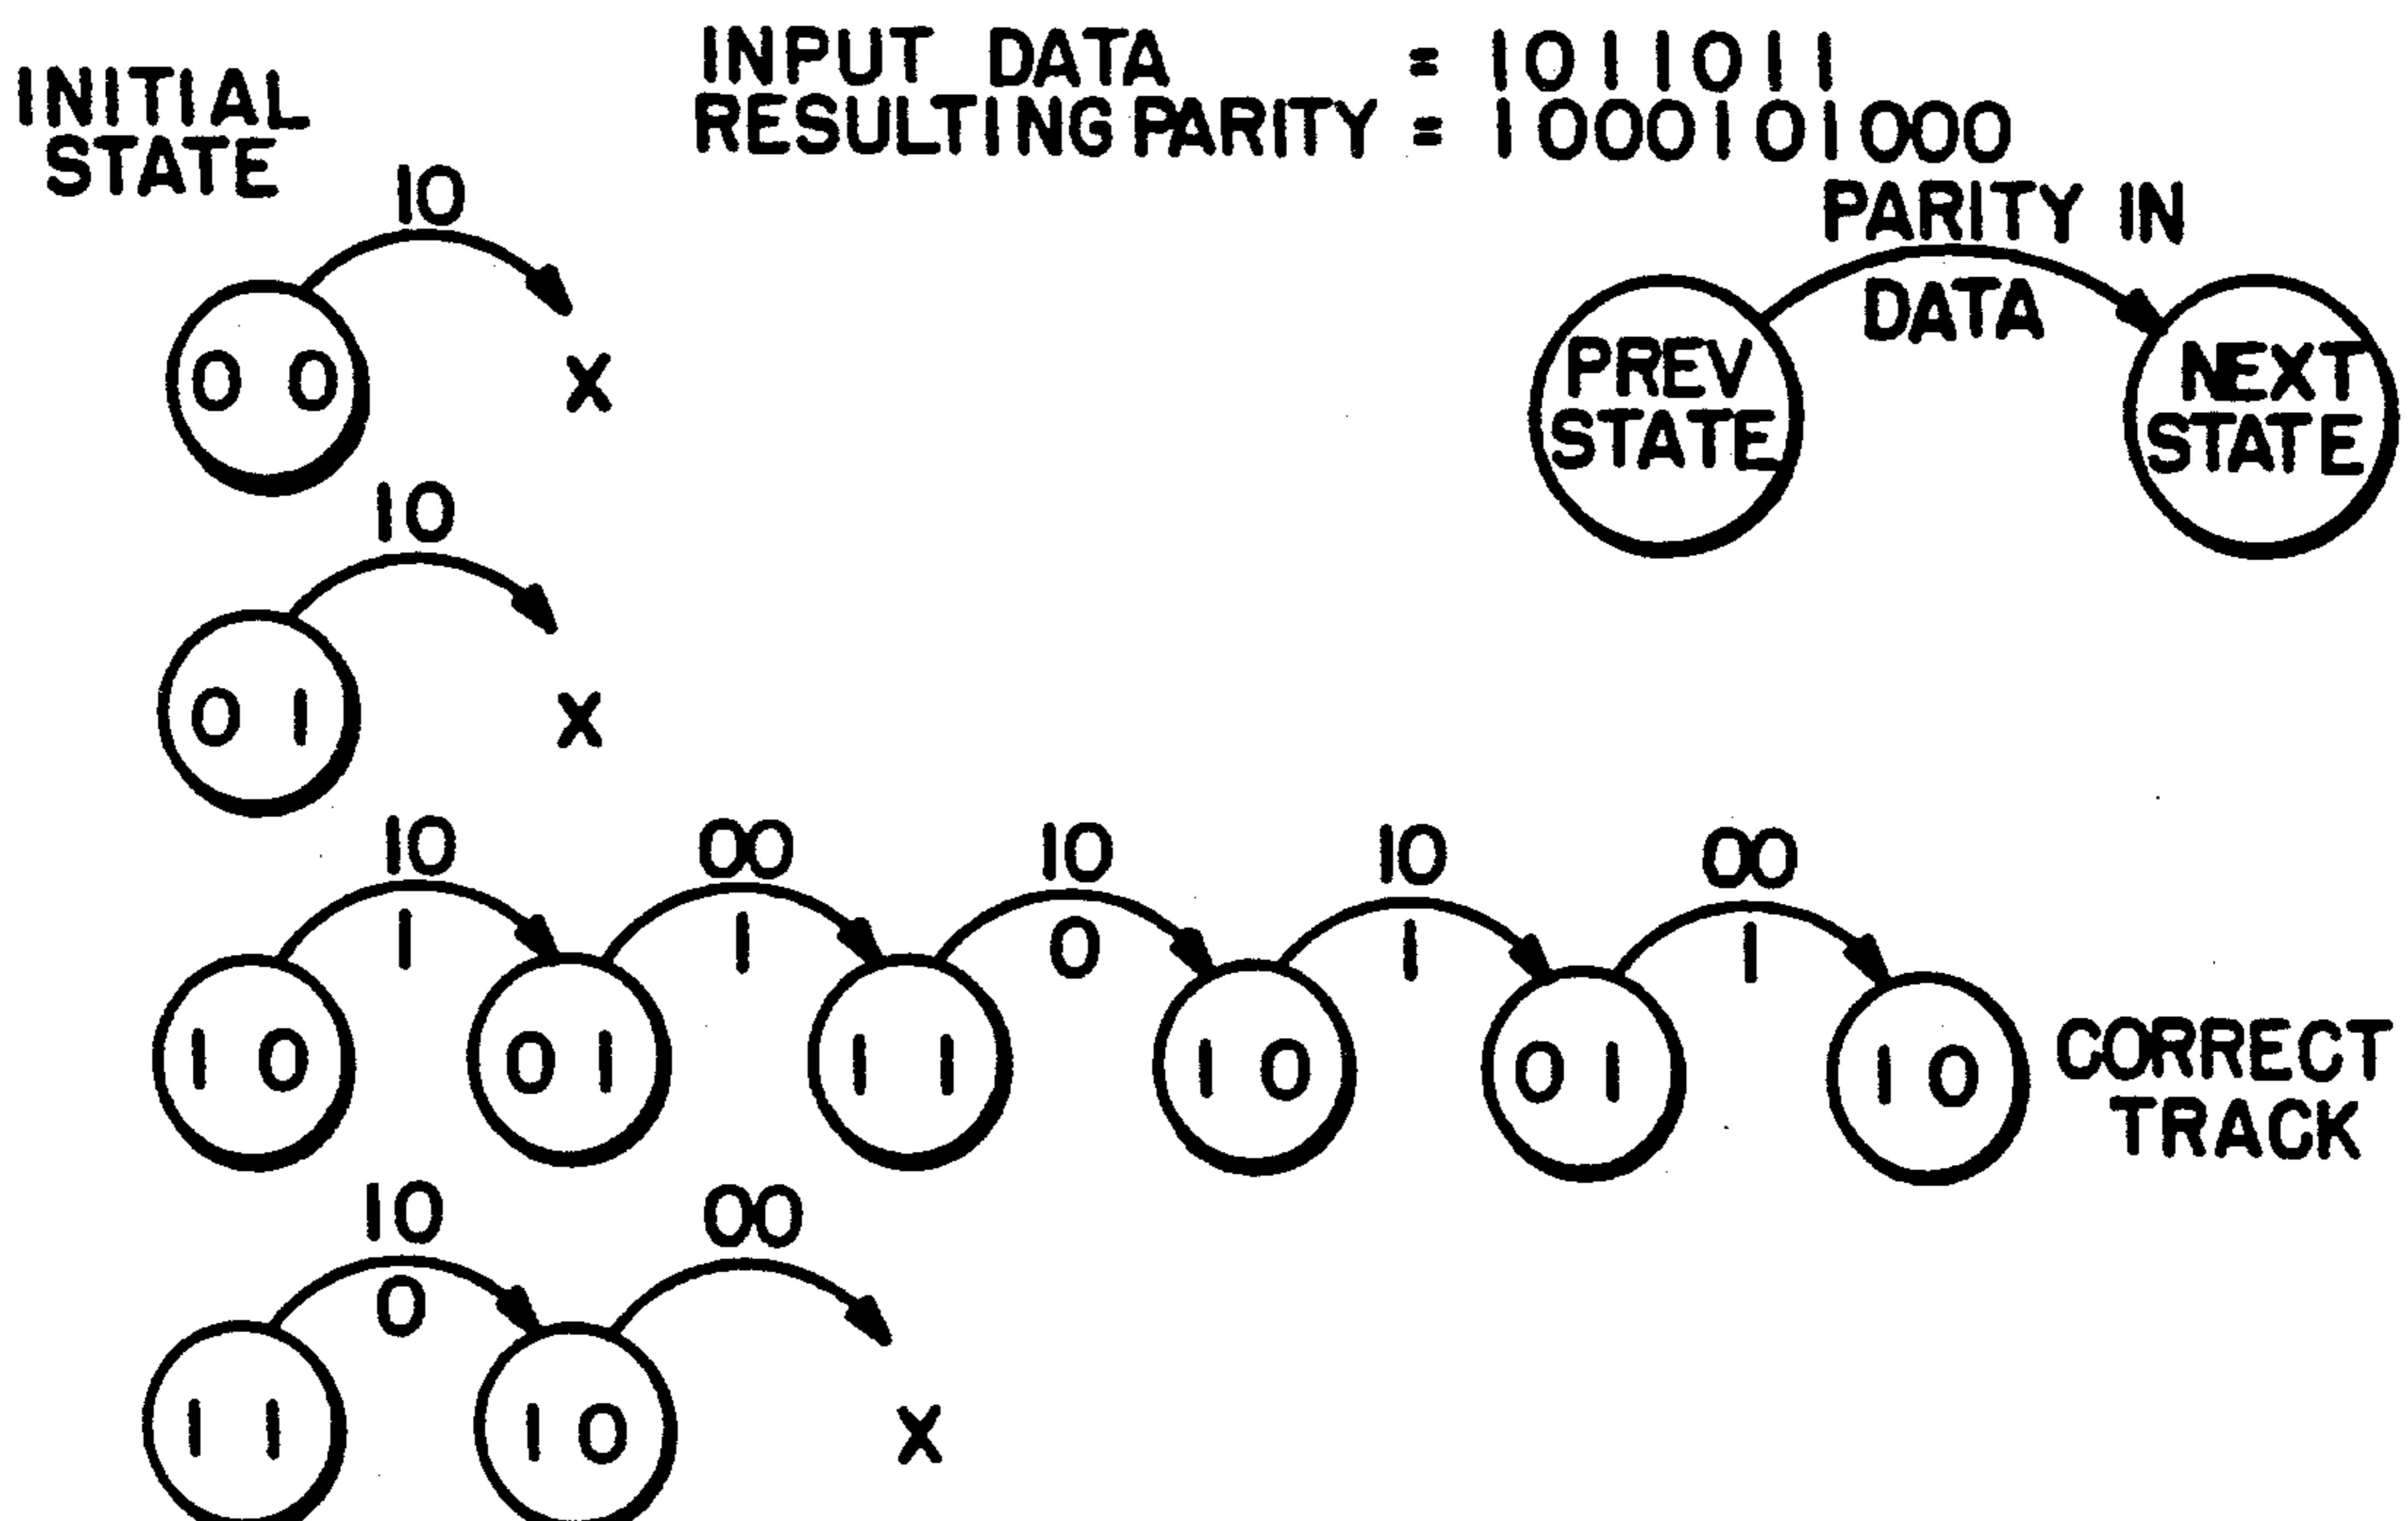 INITIAL
STATE
INPUT DATA = 1011011
RESULTING PARITY = 1000101000
PARITY IN
DATA
PREV
STATE
NEXT
STATE
10
0 0
X
10
0 1
X
10 00 10 10 00
1 1 0 1 1
1 0 0 1 1 1 1 0 0 1 1 0
CORRECT
TRACK
10 00
0
1 1 1 0 X